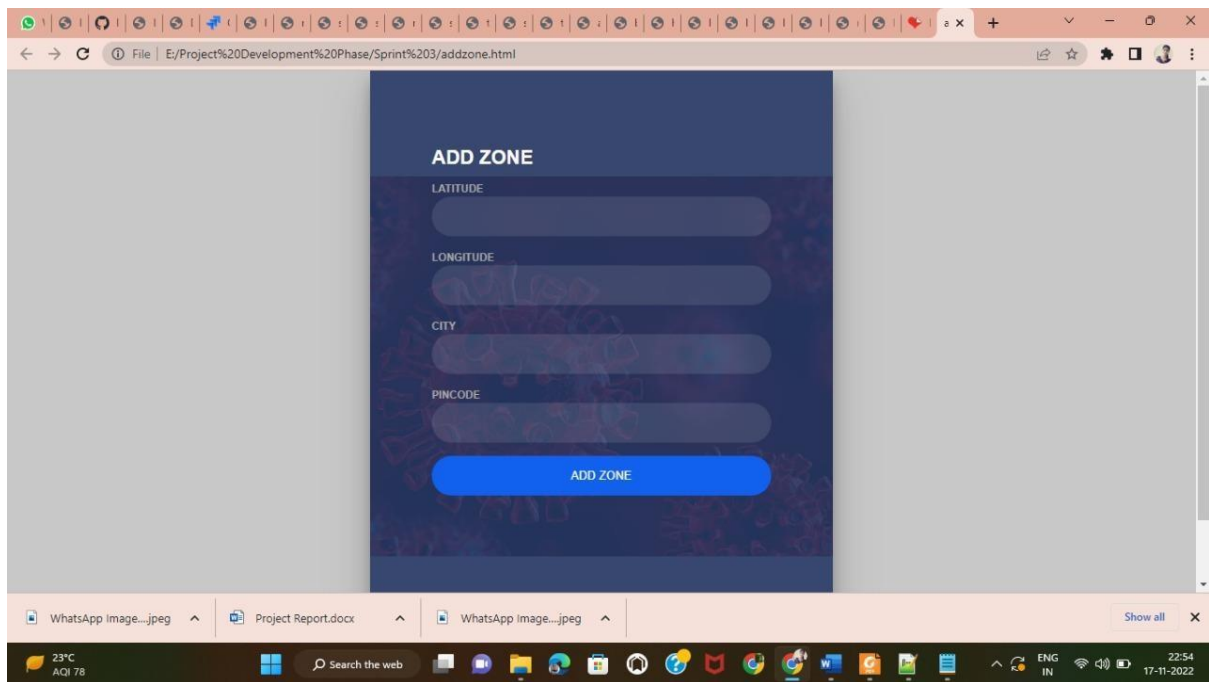 File | E:/Project%20Development%20Phase/Sprint%203/addzone.html
ADD ZONE
LATITUDE
LONGITUDE
CITY
PINCODE
ADD ZONE
WhatsApp Image....jpeg
Project Report.docx
WhatsApp Image....jpeg
Show all
23°C
AQI 78
Search the web
ENG
IN
22:54
17-11-2022